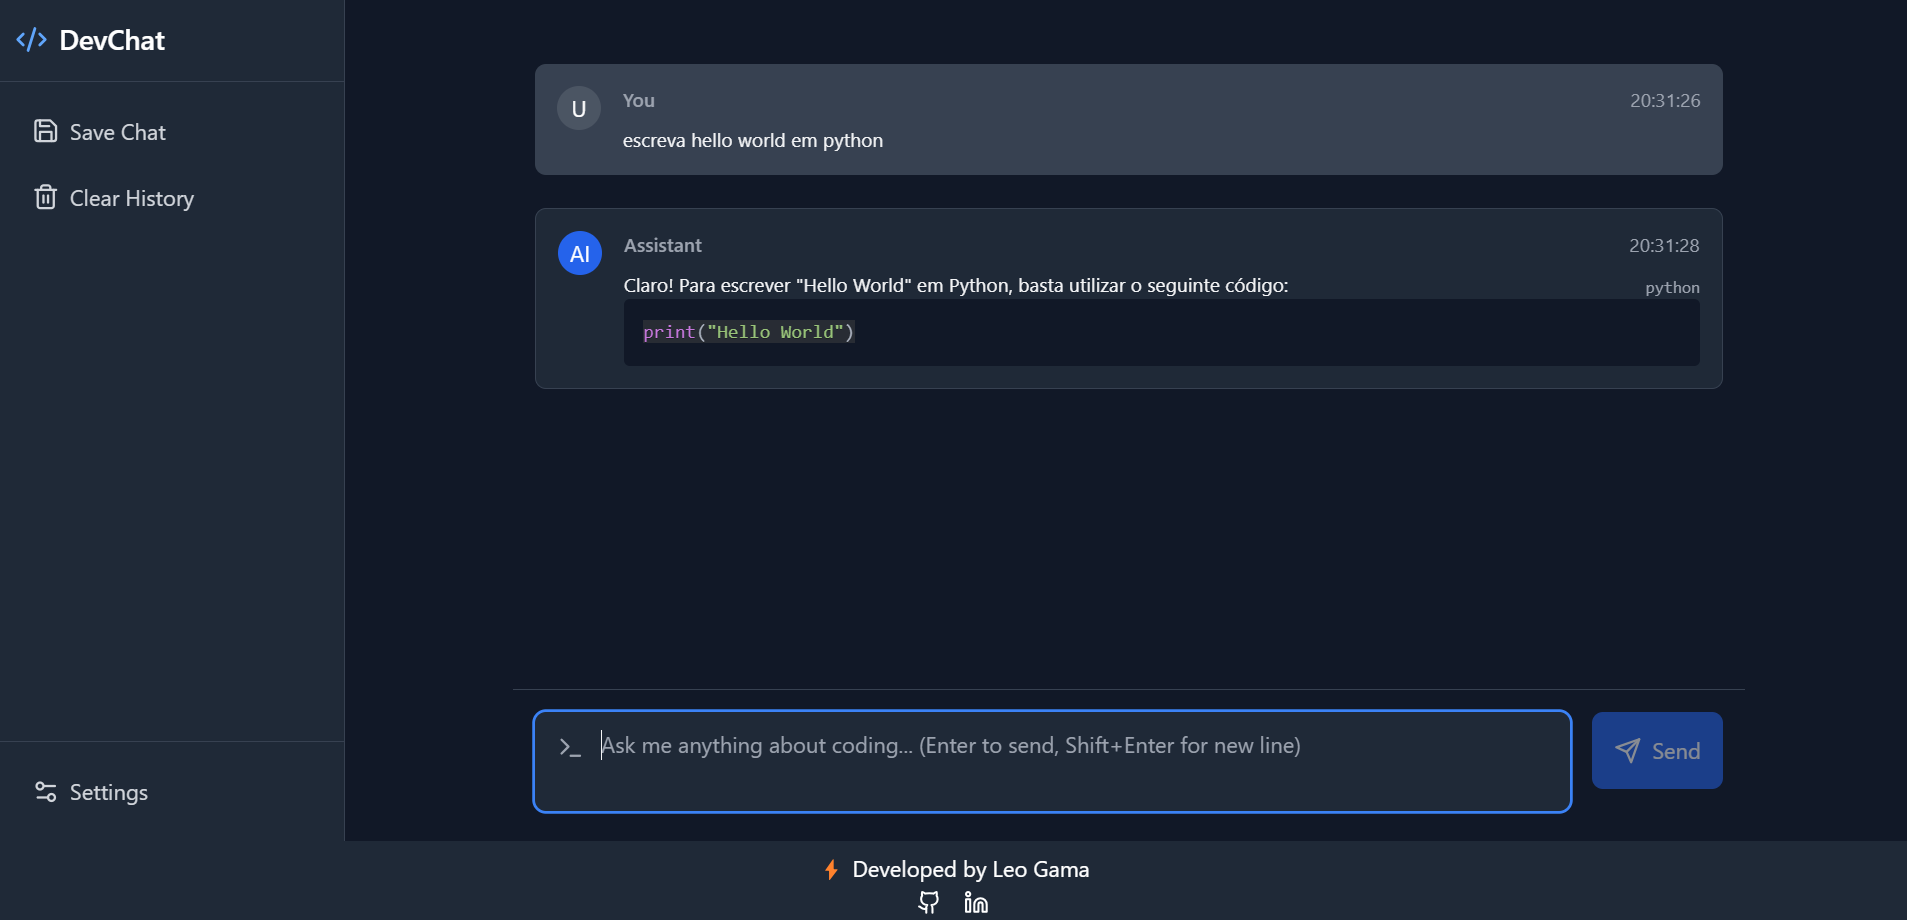 DevChat
Save Chat
Clear History
Settings
U
You
20:31:26
escreva hello world em python
AI
Assistant
20:31:28
Claro! Para escrever "Hello World" em Python, basta utilizar o seguinte código:
python
print("Hello World")
>_ Ask me anything about coding... (Enter to send, Shift+Enter for new line)
Send
Developed by Leo Gama
in